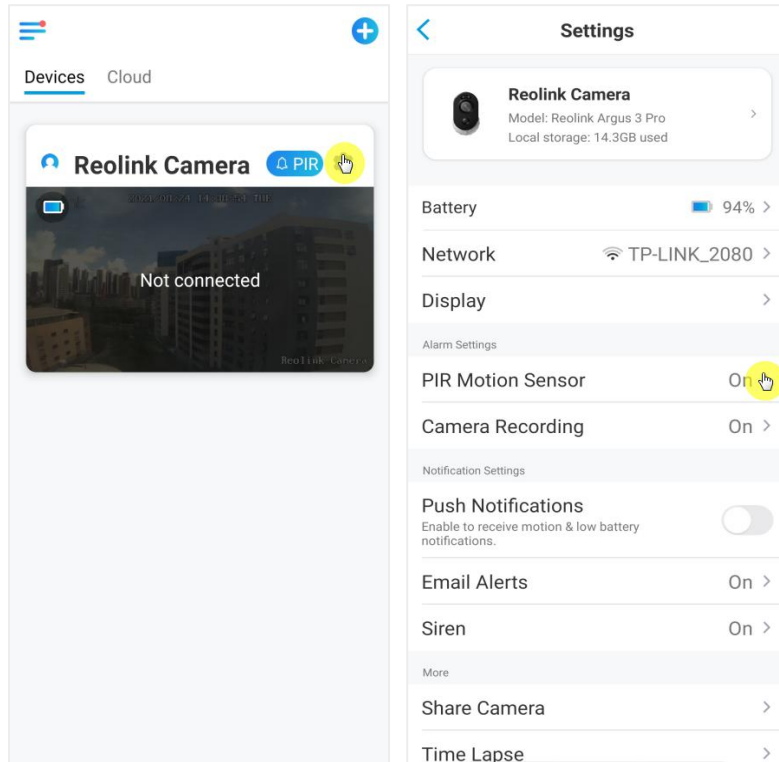 Devices Cloud
Reolink Camera PIR
Not connected
Reolink Camera
Settings
Reolink Camera
Model: Reolink Argus 3 Pro
Local storage: 14.3GB used
Battery 94%
Network TP-LINK_2080
Display
Alarm Settings
PIR Motion Sensor On
Camera Recording On
Notification Settings
Push Notifications
Enable to receive motion & low battery
notifications.
Email Alerts On
Siren On
More
Share Camera
Time Lapse